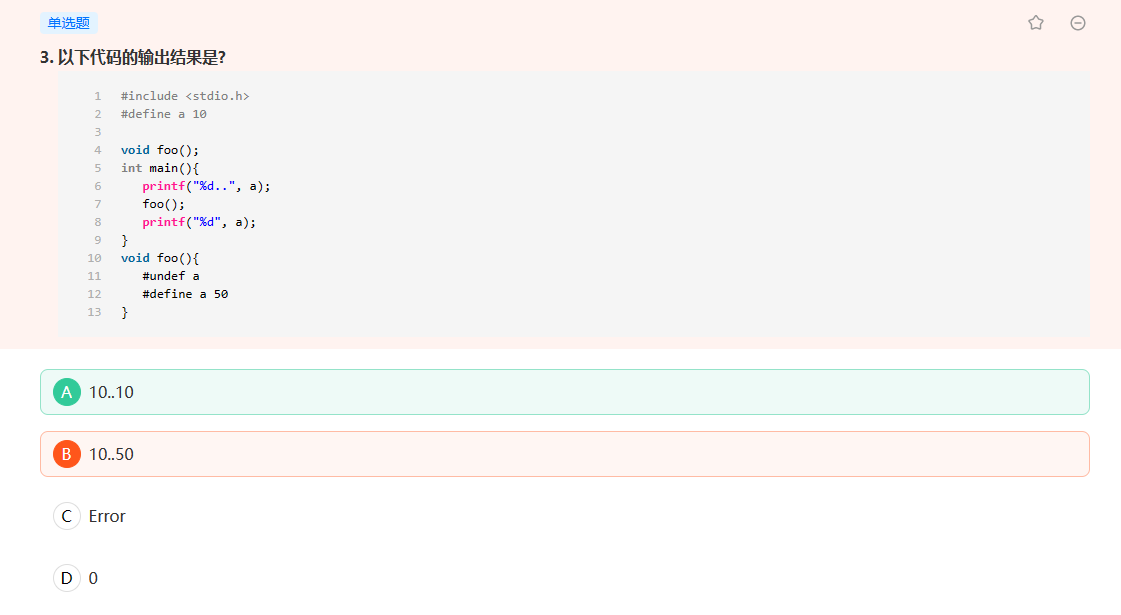 单选题
3. 以下代码的输出结果是?
1 #include <stdio.h>
2 #define a 10
3
4 void foo();
5 int main(){
6    printf("%d..", a);
7    foo();
8    printf("%d", a);
9 }
10 void foo(){
11    #undef a
12    #define a 50
13 }
A 10..10
B 10..50
C Error
D 0